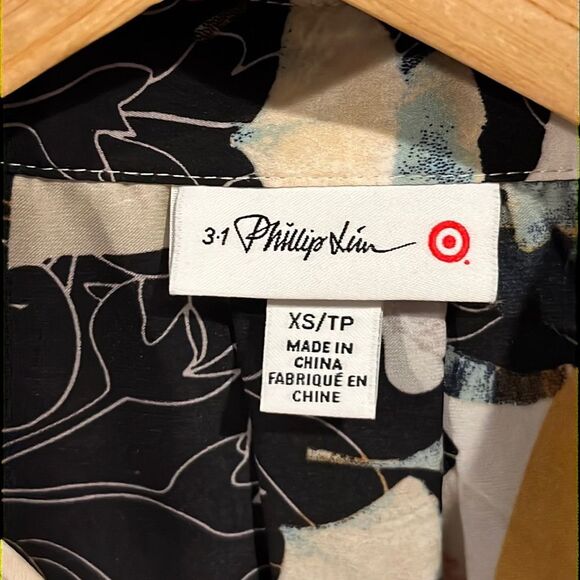 3.1 Phillip Lim
XS/TP
MADE IN
CHINA
FABRIQUÉ EN
CHINE